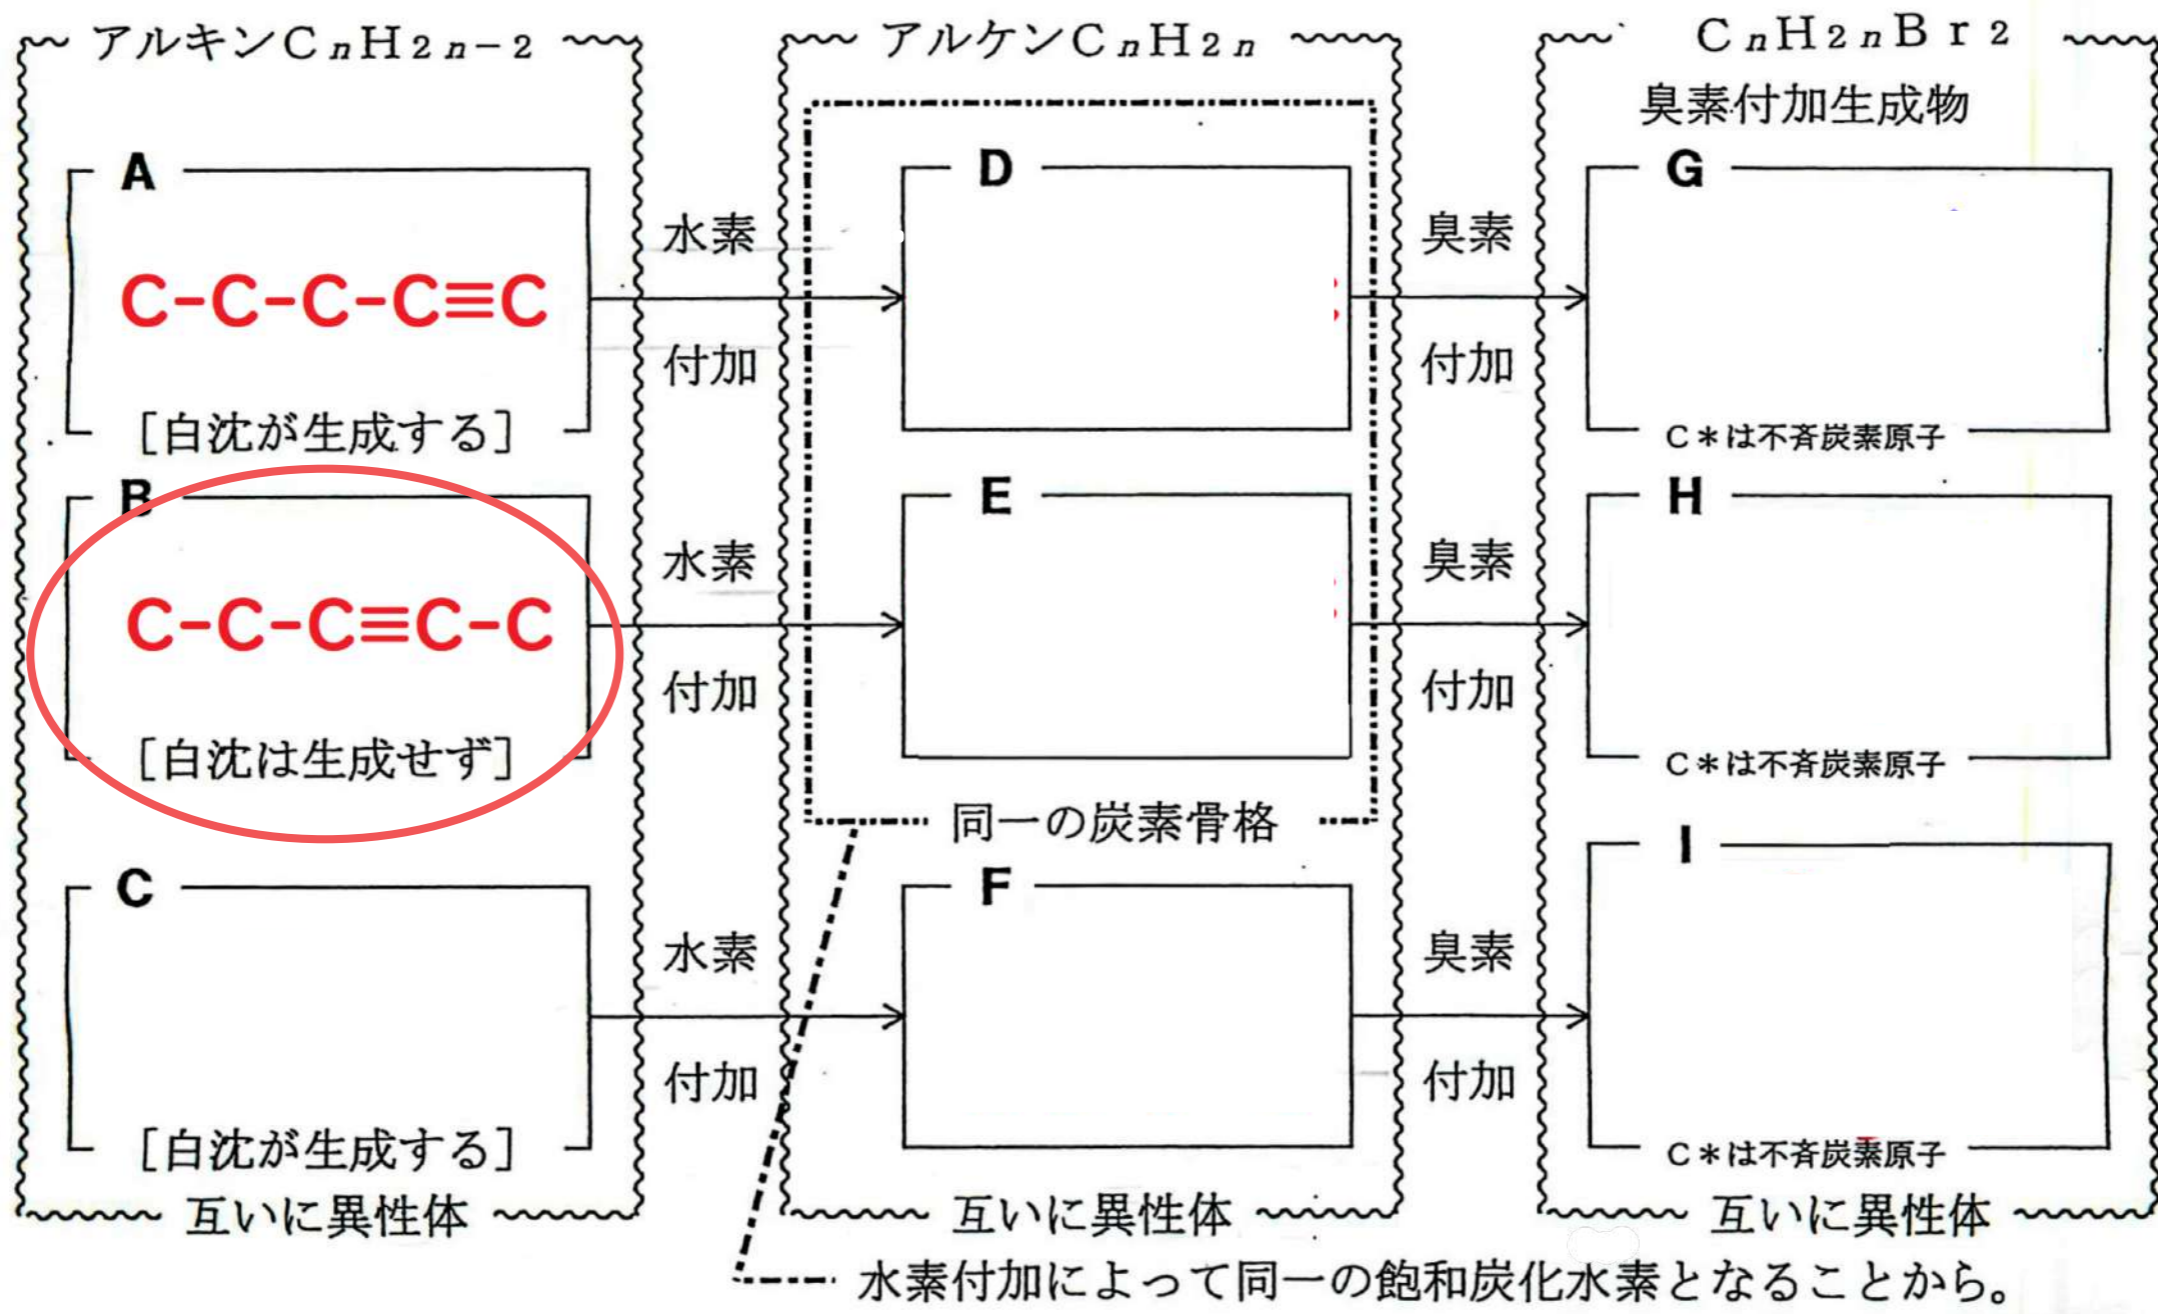 アルキンCnH2n-2
アルケンCnH2n
CnH2nBr2
臭素付加生成物
A
C-C-C-C≡C
[白沈が生成する]
水素
付加
D
臭素
付加
G
C*は不斉炭素原子
B
C-C-C≡C-C
[白沈は生成せず]
水素
付加
E
臭素
付加
H
C*は不斉炭素原子
同一の炭素骨格
C
[白沈が生成する]
水素
付加
F
臭素
付加
I
C*は不斉炭素原子
互いに異性体
互いに異性体
互いに異性体
水素付加によって同一の飽和炭化水素となることから。